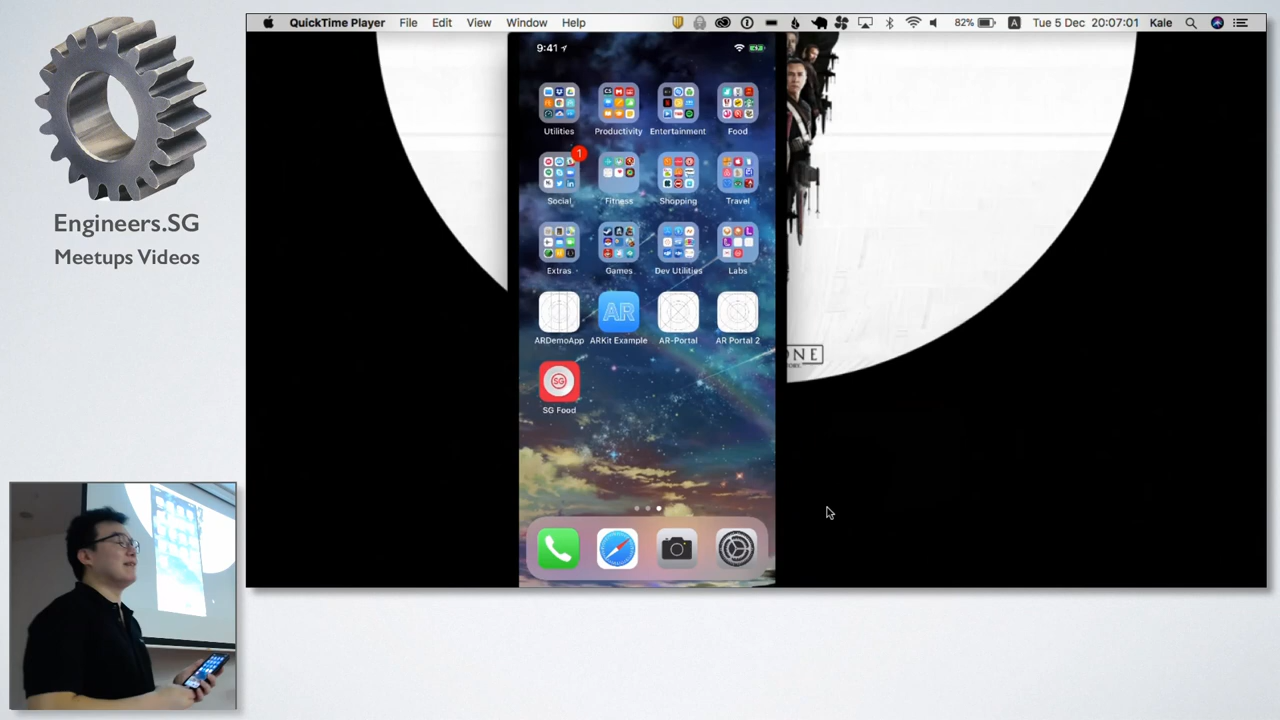 Engineers.SG
Meetups Videos
QuickTime Player File Edit View Window Help 82% A Tue 5 Dec 20:07:01 Kale
9:41
Utilities Productivity Entertainment Food
1
Social Fitness Shopping Travel
Extras Games Dev Utilities Labs
AR
ARDemoApp ARKit Example AR-Portal AR Portal 2
SG
SG Food
NE